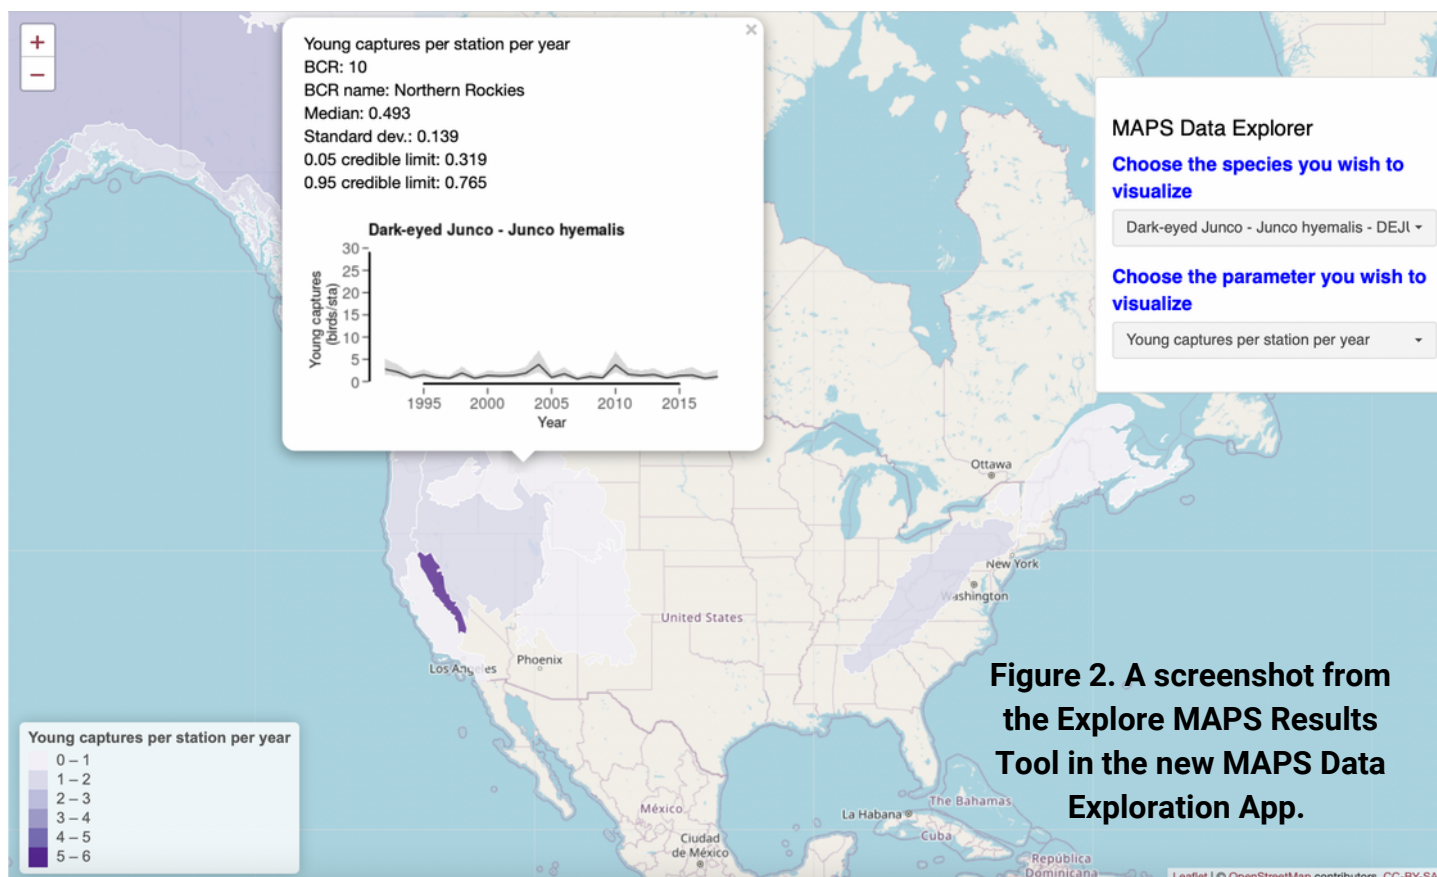 +
−
×
Young captures per station per year
BCR: 10
BCR name: Northern Rockies
Median: 0.493
Standard dev.: 0.139
0.05 credible limit: 0.319
0.95 credible limit: 0.765
Dark-eyed Junco - Junco hyemalis
Young captures
(birds/sta)
30
25
20
15
10
5
0
1995 2000 2005 2010 2015
Year
MAPS Data Explorer
Choose the species you wish to
visualize
Dark-eyed Junco - Junco hyemalis - DEJU
Choose the parameter you wish to
visualize
Young captures per station per year
Ottawa
New York
Washington
United States
Los Angeles
Phoenix
México
Ciudad
de México
La Habana
The Bahamas
Cuba
República
Dominicana
Figure 2. A screenshot from
the Explore MAPS Results
Tool in the new MAPS Data
Exploration App.
Young captures per station per year
0 – 1
1 – 2
2 – 3
3 – 4
4 – 5
5 – 6
Leaflet | © OpenStreetMap contributors, CC-BY-SA